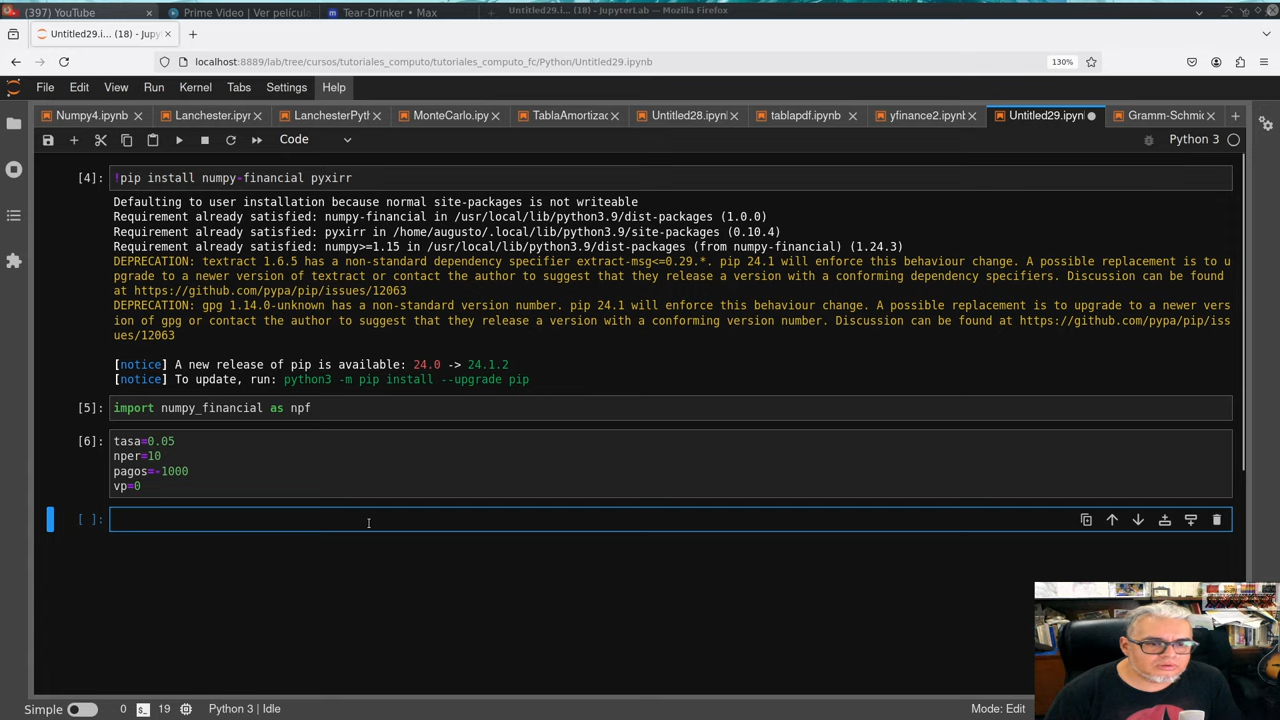 (397) YouTube
Prime Video | Ver películ
Tear-Drinker • Max
Untitled29.i... (18) - JupyterLab — Mozilla Firefox
Untitled29.i... (18) - Jupy
localhost:8889/lab/tree/cursos/tutoriales_computo/tutoriales_computo_fc/Python/Untitled29.ipynb
130%
File Edit View Run Kernel Tabs Settings Help
Numpy4.ipynb Lanchester.ipyr LanchesterPyth MonteCarlo.ipy TablaAmortizac Untitled28.ipynl tablapdf.ipynb yfinance2.ipynb Untitled29.ipynl Gramm-Schmic
Code
Python 3
[4]: !pip install numpy-financial pyxirr
Defaulting to user installation because normal site-packages is not writeable
Requirement already satisfied: numpy-financial in /usr/local/lib/python3.9/dist-packages (1.0.0)
Requirement already satisfied: pyxirr in /home/augusto/.local/lib/python3.9/site-packages (0.10.4)
Requirement already satisfied: numpy>=1.15 in /usr/local/lib/python3.9/dist-packages (from numpy-financial) (1.24.3)
DEPRECATION: textract 1.6.5 has a non-standard dependency specifier extract-msg<=0.29.*. pip 24.1 will enforce this behaviour change. A possible replacement is to u
pgrade to a newer version of textract or contact the author to suggest that they release a version with a conforming dependency specifiers. Discussion can be found
at https://github.com/pypa/pip/issues/12063
DEPRECATION: gpg 1.14.0-unknown has a non-standard version number. pip 24.1 will enforce this behaviour change. A possible replacement is to upgrade to a newer vers
ion of gpg or contact the author to suggest that they release a version with a conforming version number. Discussion can be found at https://github.com/pypa/pip/iss
ues/12063
[notice] A new release of pip is available: 24.0 -> 24.1.2
[notice] To update, run: python3 -m pip install --upgrade pip
[5]: import numpy_financial as npf
[6]: tasa=0.05
nper=10
pagos=-1000
vp=0
[ ]:
Simple 0 19 Python 3 | Idle
Mode: Edit